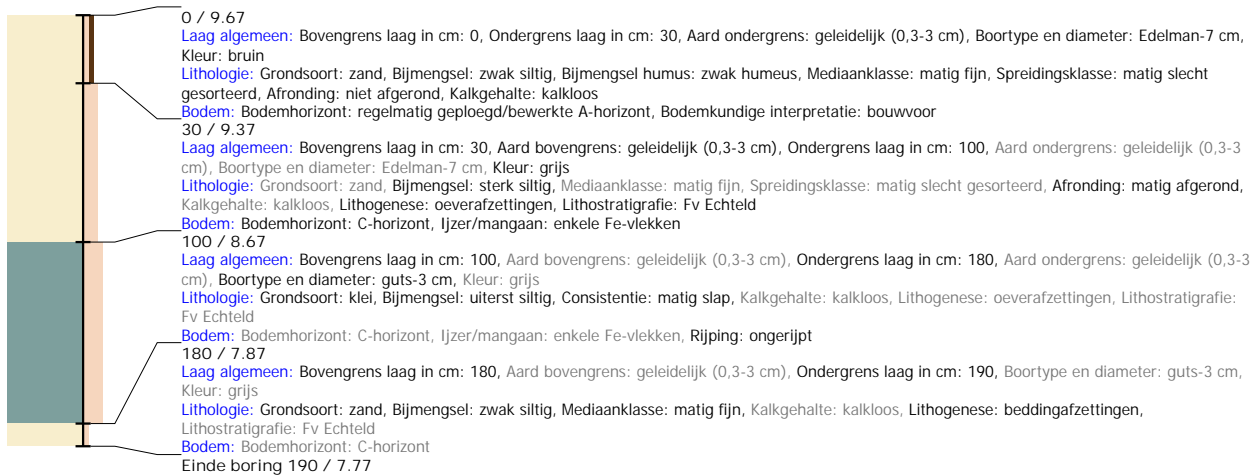 0 / 9.67
Laag algemeen: Bovengrens laag in cm: 0, Ondergrens laag in cm: 30, Aard ondergrens: geleidelijk (0,3-3 cm), Boortype en diameter: Edelman-7 cm,
Kleur: bruin
Lithologie: Grondsoort: zand, Bijmengsel: zwak siltig, Bijmengsel humus: zwak humeus, Mediaanklasse: matig fijn, Spreidingsklasse: matig slecht
gesorteerd, Afronding: niet afgerond, Kalkgehalte: kalkloos
Bodem: Bodemhorizont: regelmatig geploegd/bewerkte A-horizont, Bodemkundige interpretatie: bouwvoor
30 / 9.37
Laag algemeen: Bovengrens laag in cm: 30, Aard bovengrens: geleidelijk (0,3-3 cm), Ondergrens laag in cm: 100, Aard ondergrens: geleidelijk (0,3-3
cm), Boortype en diameter: Edelman-7 cm, Kleur: grijs
Lithologie: Grondsoort: zand, Bijmengsel: sterk siltig, Mediaanklasse: matig fijn, Spreidingsklasse: matig slecht gesorteerd, Afronding: matig afgerond,
Kalkgehalte: kalkloos, Lithogenese: oeverafzettingen, Lithostratigrafie: Fv Echteld
Bodem: Bodemhorizont: C-horizont, Ijzer/mangaan: enkele Fe-vlekken
100 / 8.67
Laag algemeen: Bovengrens laag in cm: 100, Aard bovengrens: geleidelijk (0,3-3 cm), Ondergrens laag in cm: 180, Aard ondergrens: geleidelijk (0,3-3
cm), Boortype en diameter: guts-3 cm, Kleur: grijs
Lithologie: Grondsoort: klei, Bijmengsel: uiterst siltig, Consistentie: matig slap, Kalkgehalte: kalkloos, Lithogenese: oeverafzettingen, Lithostratigrafie:
Fv Echteld
Bodem: Bodemhorizont: C-horizont, Ijzer/mangaan: enkele Fe-vlekken, Rijping: ongerijpt
180 / 7.87
Laag algemeen: Bovengrens laag in cm: 180, Aard bovengrens: geleidelijk (0,3-3 cm), Ondergrens laag in cm: 190, Boortype en diameter: guts-3 cm,
Kleur: grijs
Lithologie: Grondsoort: zand, Bijmengsel: zwak siltig, Mediaanklasse: matig fijn, Kalkgehalte: kalkloos, Lithogenese: beddingafzettingen,
Lithostratigrafie: Fv Echteld
Bodem: Bodemhorizont: C-horizont
Einde boring 190 / 7.77